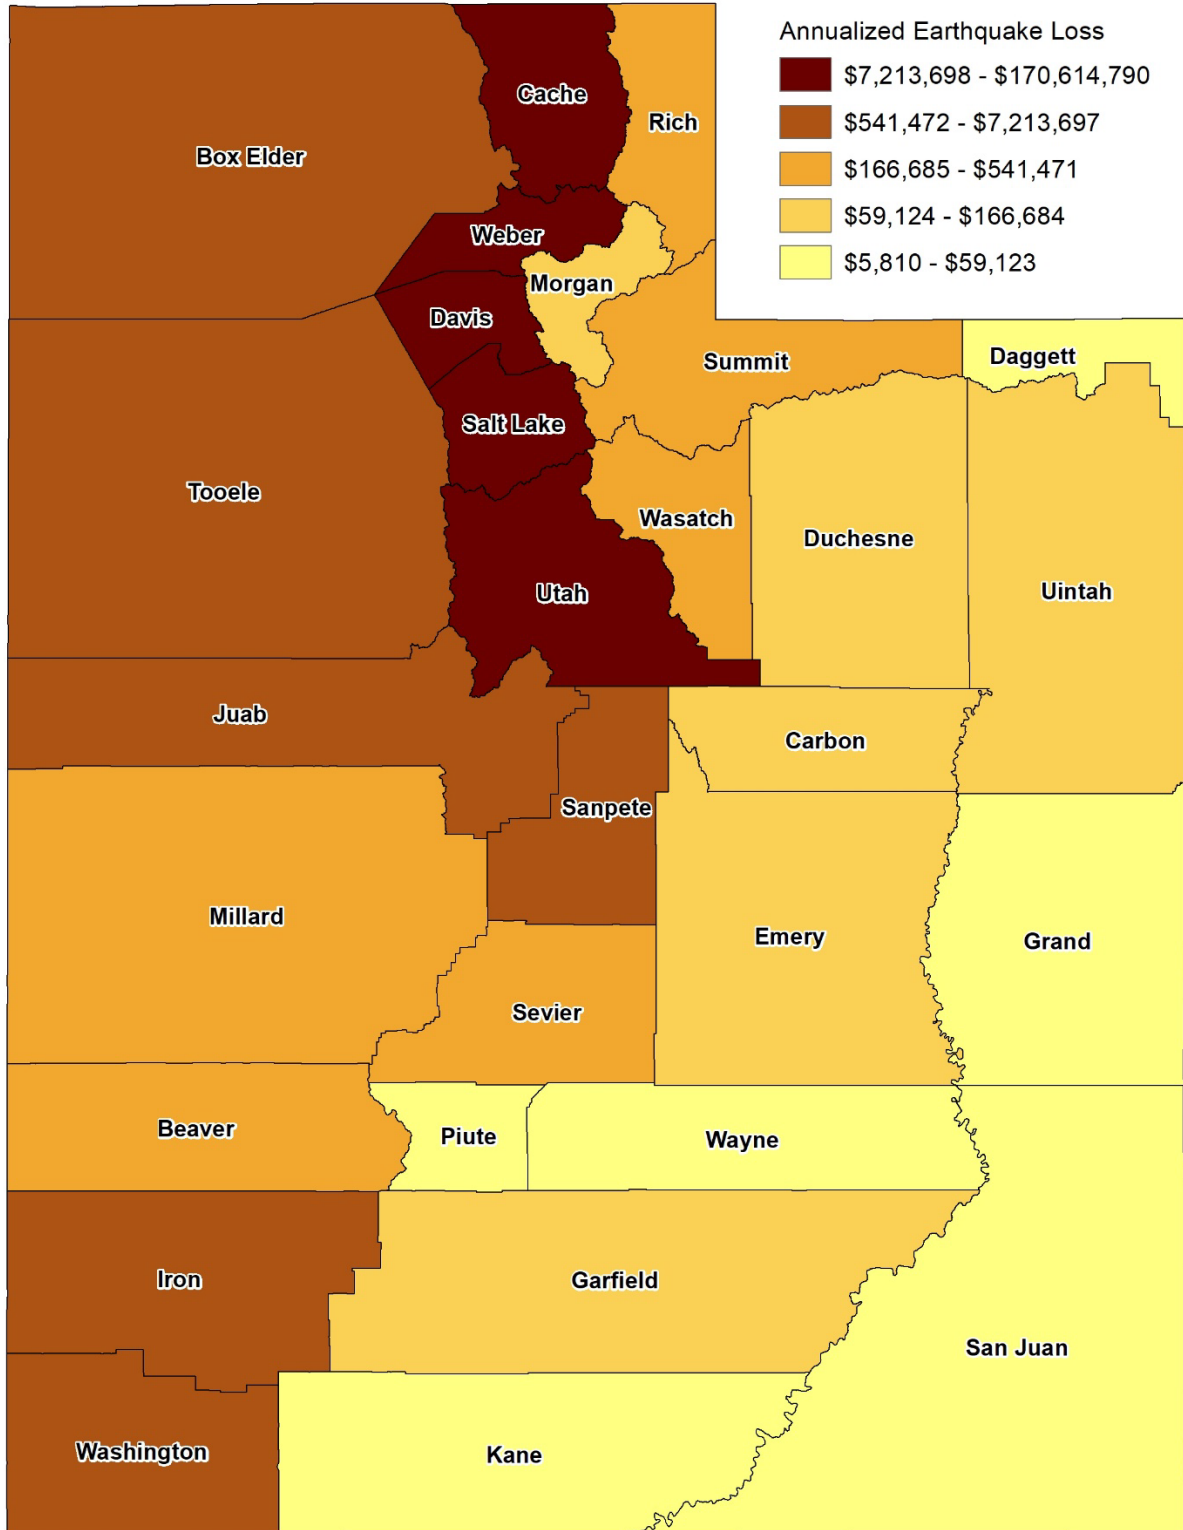 Annualized Earthquake Loss
$7,213,698 - $170,614,790
$541,472 - $7,213,697
$166,685 - $541,471
$59,124 - $166,684
$5,810 - $59,123
Cache
Rich
Box Elder
Weber
Morgan
Davis
Summit
Daggett
Salt Lake
Tooele
Wasatch
Duchesne
Utah
Uintah
Juab
Carbon
Sanpete
Millard
Emery
Grand
Sevier
Beaver
Piute
Wayne
Iron
Garfield
San Juan
Washington
Kane